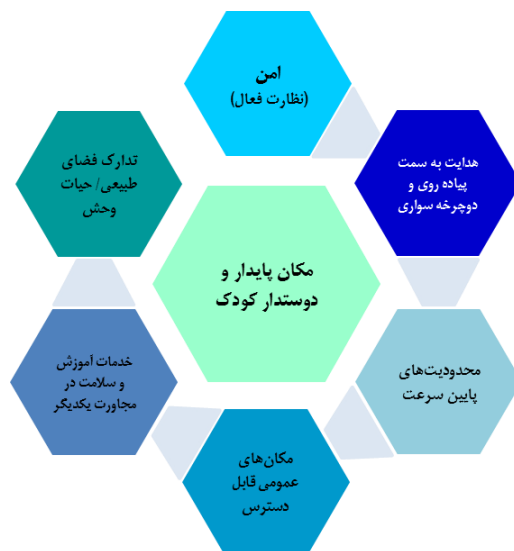 امن
(نظارت فعال)
هدایت به سمت
پیاده روی و
دوچرخه سواری
محدودیت‌های
پایین سرعت
مکان‌های
عمومی قابل
دسترس
خدمات آموزش
و سلامت در
مجاورت یکدیگر
تدارک فضای
طبیعی/ حیات
وحش
مکان پایدار و
دوستدار کودک